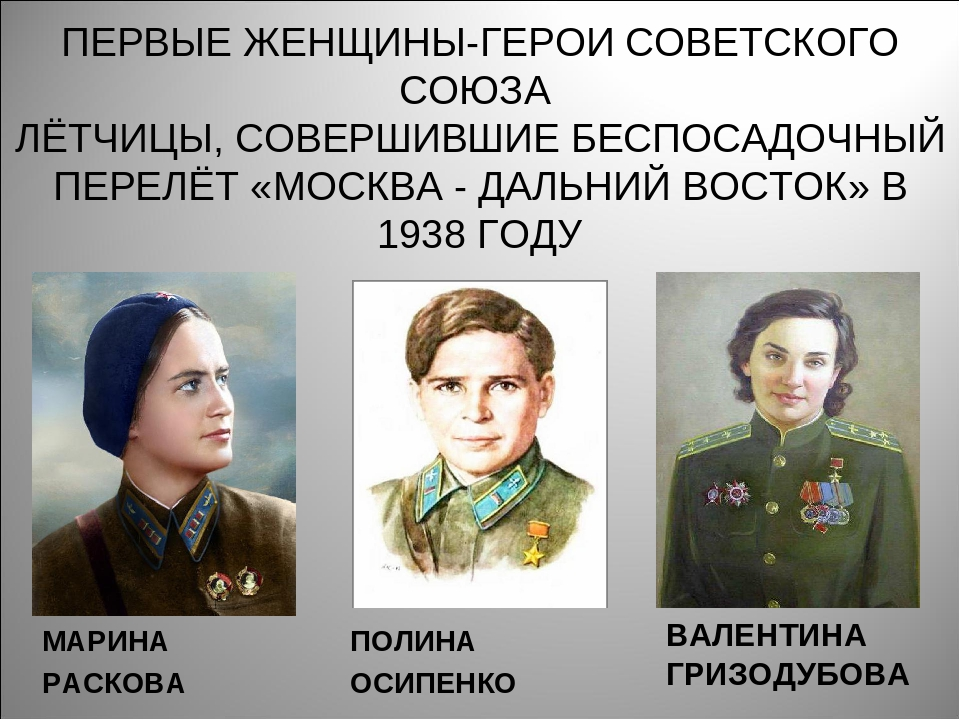 ПЕРВЫЕ ЖЕНЩИНЫ-ГЕРОИ СОВЕТСКОГО
СОЮЗА
ЛЁТЧИЦЫ, СОВЕРШИВШИЕ БЕСПОСАДОЧНЫЙ
ПЕРЕЛЁТ «МОСКВА - ДАЛЬНИЙ ВОСТОК» В
1938 ГОДУ
МАРИНА
РАСКОВА
ПОЛИНА
ОСИПЕНКО
ВАЛЕНТИНА
ГРИЗОДУБОВА